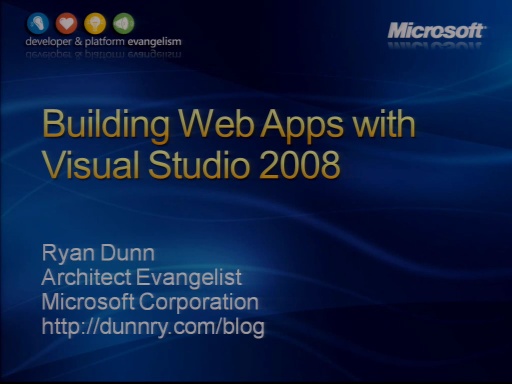 developer & platform evangelism
Microsoft
Building Web Apps with
Visual Studio 2008
Ryan Dunn
Architect Evangelist
Microsoft Corporation
http://dunnry.com/blog